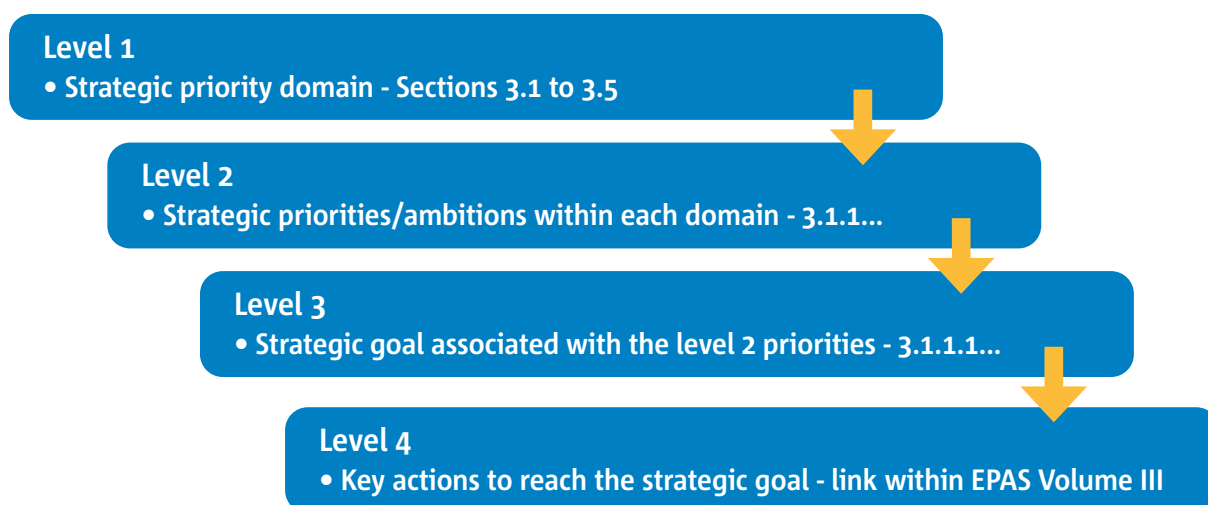 Level 1
• Strategic priority domain - Sections 3.1 to 3.5
Level 2
• Strategic priorities/ambitions within each domain - 3.1.1...
Level 3
• Strategic goal associated with the level 2 priorities - 3.1.1.1...
Level 4
• Key actions to reach the strategic goal - link within EPAS Volume III